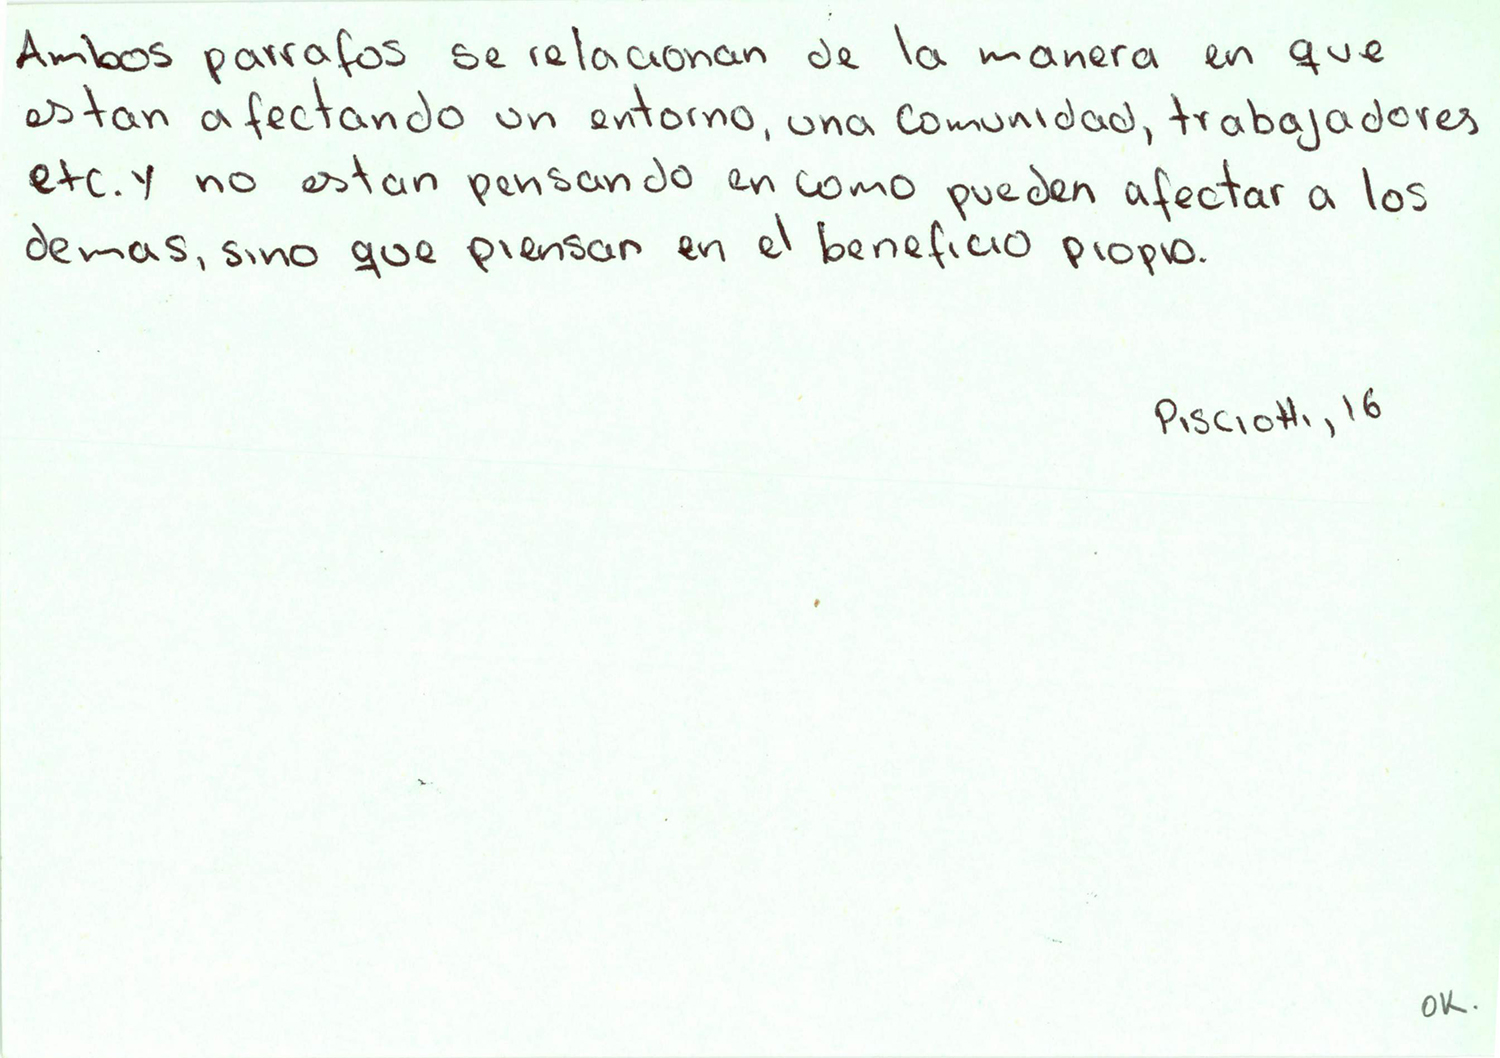 Ambos parrafos se relacionan de la manera en que
estan afectando un entorno, una comunidad, trabajadores
etc. y no estan pensando en como pueden afectar a los
demas, sino que piensan en el beneficio propio.
Pisciotti, 16
OK.